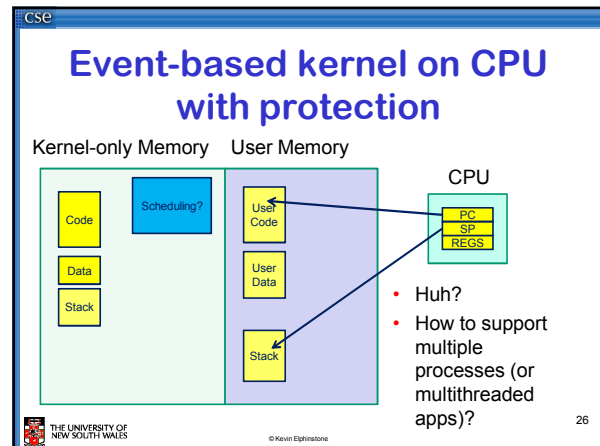 cse
Event-based kernel on CPU
with protection
Kernel-only Memory
User Memory
CPU
Code
Scheduling?
Data
Stack
User
Code
User
Data
Stack
PC
SP
REGS
• Huh?
• How to support
multiple
processes (or
multithreaded
apps)?
THE UNIVERSITY OF
NEW SOUTH WALES
© Kevin Elphinstone
26